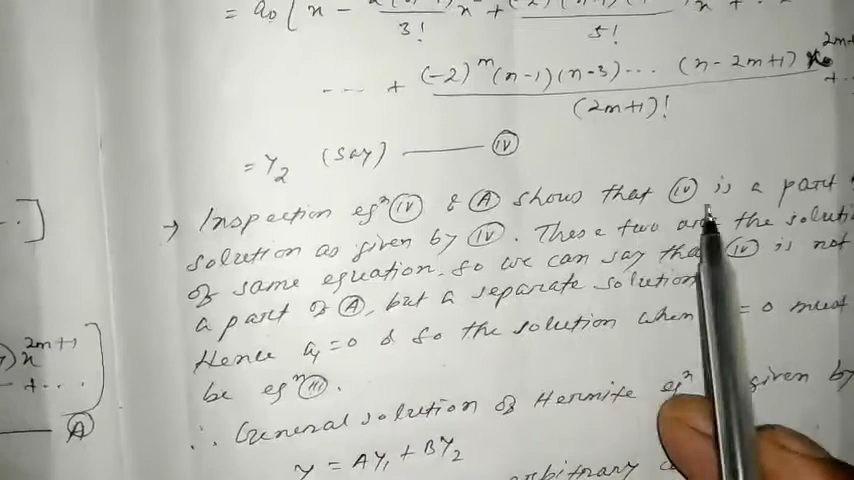 = a₀ [ x - x + x + ..
3! 5!
... + (-2)^m (n-1)(n-3)... (n-2m+1) x^2m+ + ..
(2m+1)!
= Y₂ (say) —— (iv)
→ Inspection eqⁿ (iv) & (A) shows that (iv) is a part
..]
solution as given by (iv). These two are the soluti
of same equation. so we can say tha (iv) is not
a part of (A), but a separate solution
Hence a₁ = 0 & so the solution when = 0 must
) x^2m+1 + ...
be eqⁿ (iii).
(A)
∴ General solution of Hermite eqⁿ given by
Y = AY₁ + BY₂
arbitrary